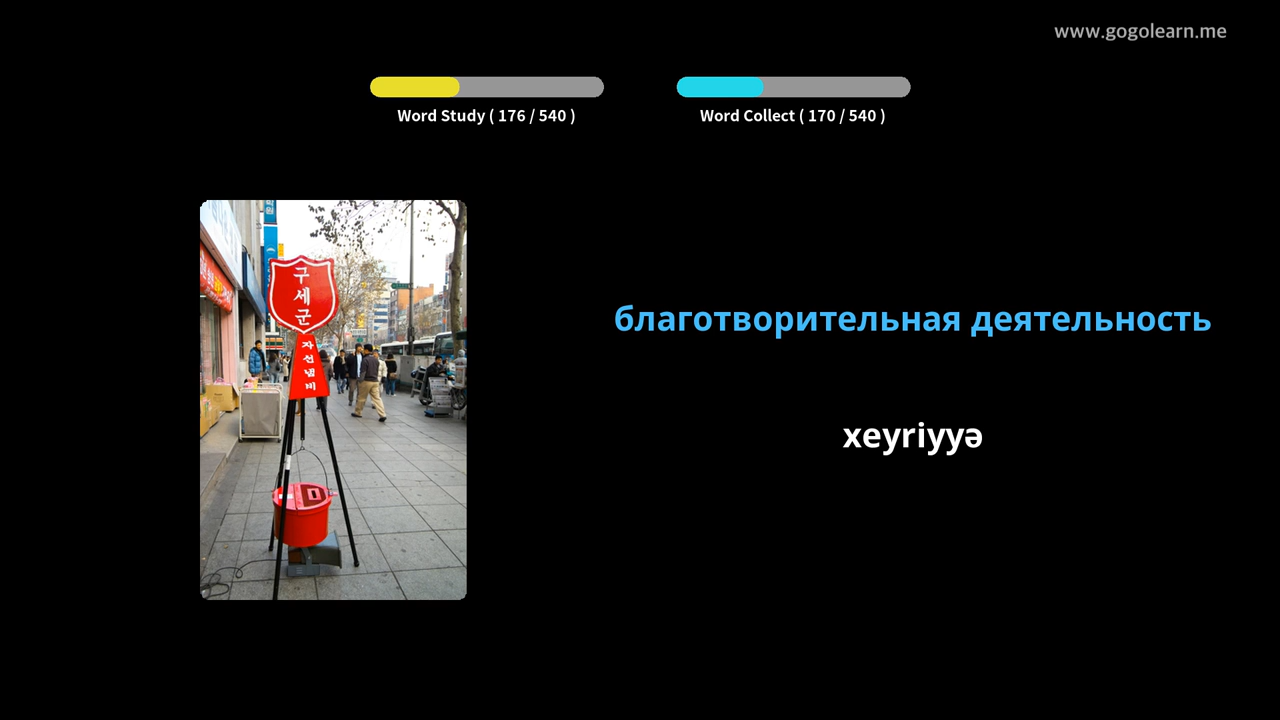 www.gogolearn.me
Word Study ( 176 / 540 )
Word Collect ( 170 / 540 )
구세군
자선냄비
благотворительная деятельность
xeyriyyə